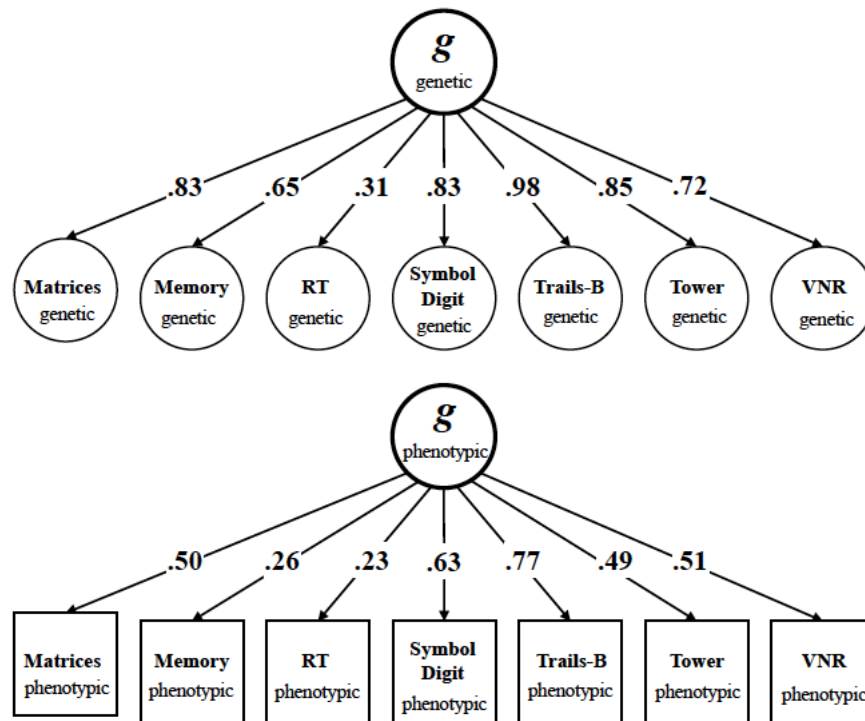 g
genetic
.83 .65 .31 .83 .98 .85 .72
Matrices
genetic
Memory
genetic
RT
genetic
Symbol
Digit
genetic
Trails-B
genetic
Tower
genetic
VNR
genetic
g
phenotypic
.50 .26 .23 .63 .77 .49 .51
Matrices
phenotypic
Memory
phenotypic
RT
phenotypic
Symbol
Digit
phenotypic
Trails-B
phenotypic
Tower
phenotypic
VNR
phenotypic